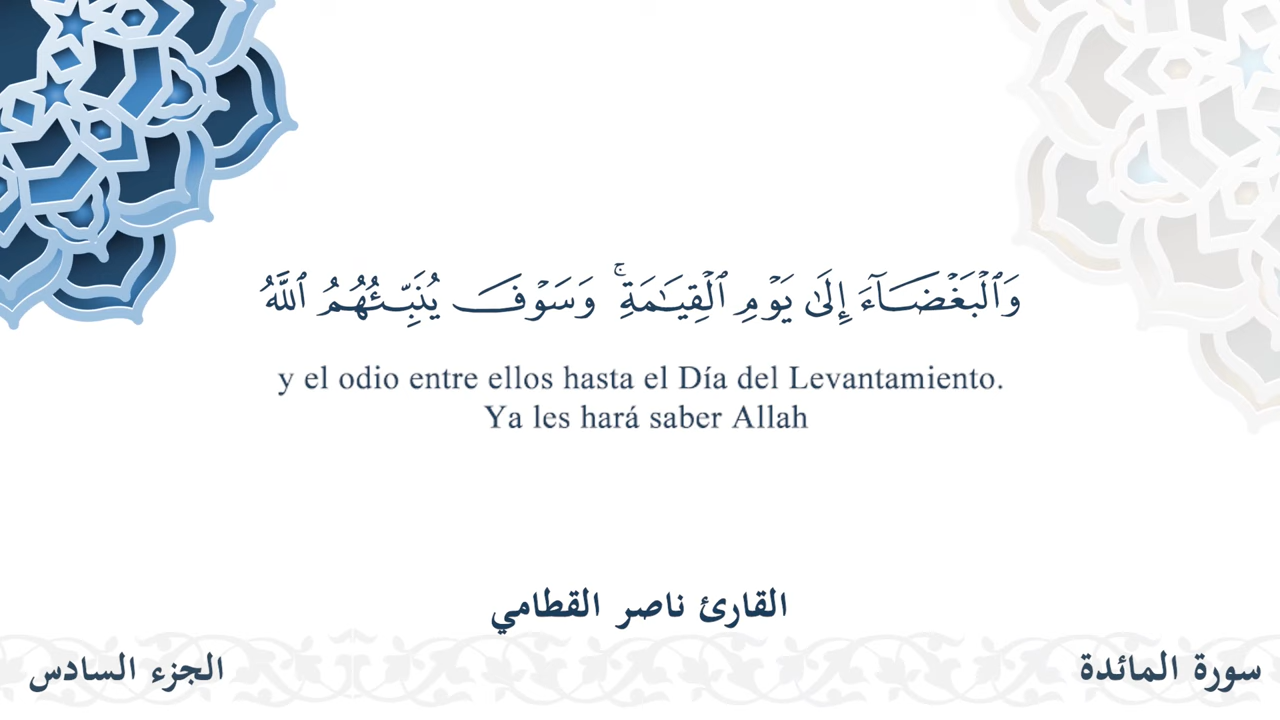 وَٱلۡبَغۡضَآءَ إِلَىٰ يَوۡمِ ٱلۡقِيَٰمَةِۚ وَسَوۡفَ يُنَبِّئُهُمُ ٱللَّهُ
y el odio entre ellos hasta el Día del Levantamiento.
Ya les hará saber Allah
القارئ ناصر القطامي
سورة المائدة
الجزء السادس